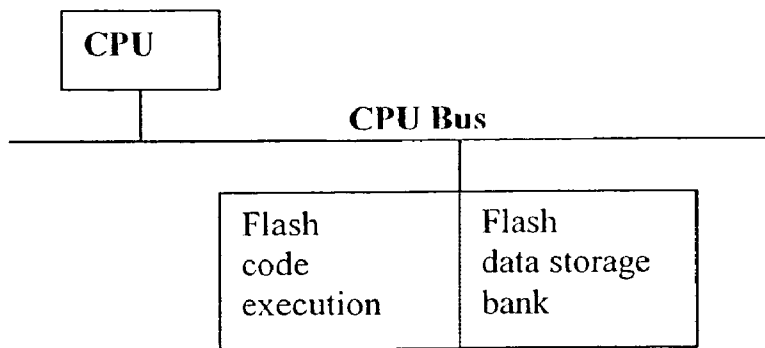 CPU
CPU Bus
Flash
code
execution
Flash
data storage
bank